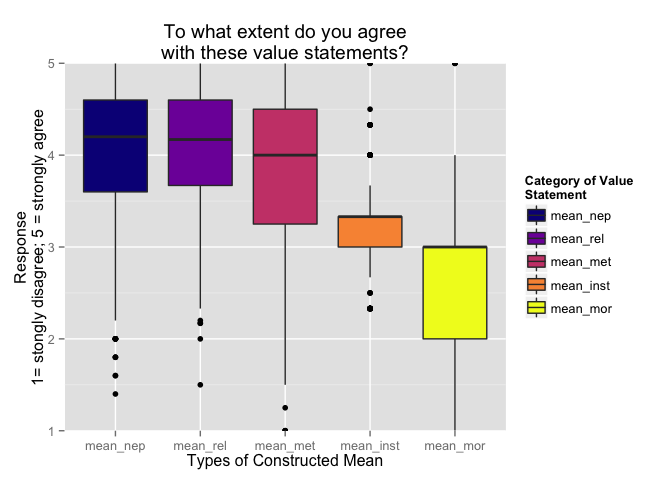 To what extent do you agree
with these value statements?
Response
1= stongly disagree; 5 = strongly agree
5
4
3
2
1
mean_nep mean_rel mean_met mean_inst mean_mor
Types of Constructed Mean
Category of Value
Statement
mean_nep
mean_rel
mean_met
mean_inst
mean_mor